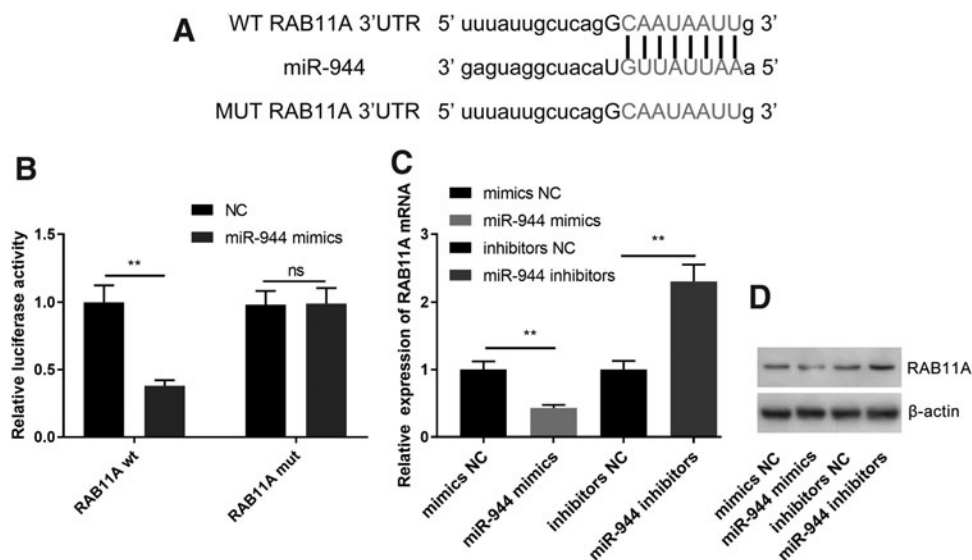 A
WT RAB11A 3'UTR 5' uuuauugcucagGCAAUAAUUg 3'
miR-944 3' gaguaggcuacaUGUUAUUAAa 5'
MUT RAB11A 3'UTR 5' uuuauugcucagGCAAUAAUUg 3'
B
NC
miR-944 mimics
Relative luciferase activity
1.5
1.0
0.5
0.0
**
ns
RAB11A wt
RAB11A mut
C
mimics NC
miR-944 mimics
inhibitors NC
miR-944 inhibitors
Relative expression of RAB11A mRNA
3
2
1
0
**
**
mimics NC
miR-944 mimics
inhibitors NC
miR-944 inhibitors
D
RAB11A
β-actin
mimics NC
miR-944 mimics
inhibitors NC
miR-944 inhibitors